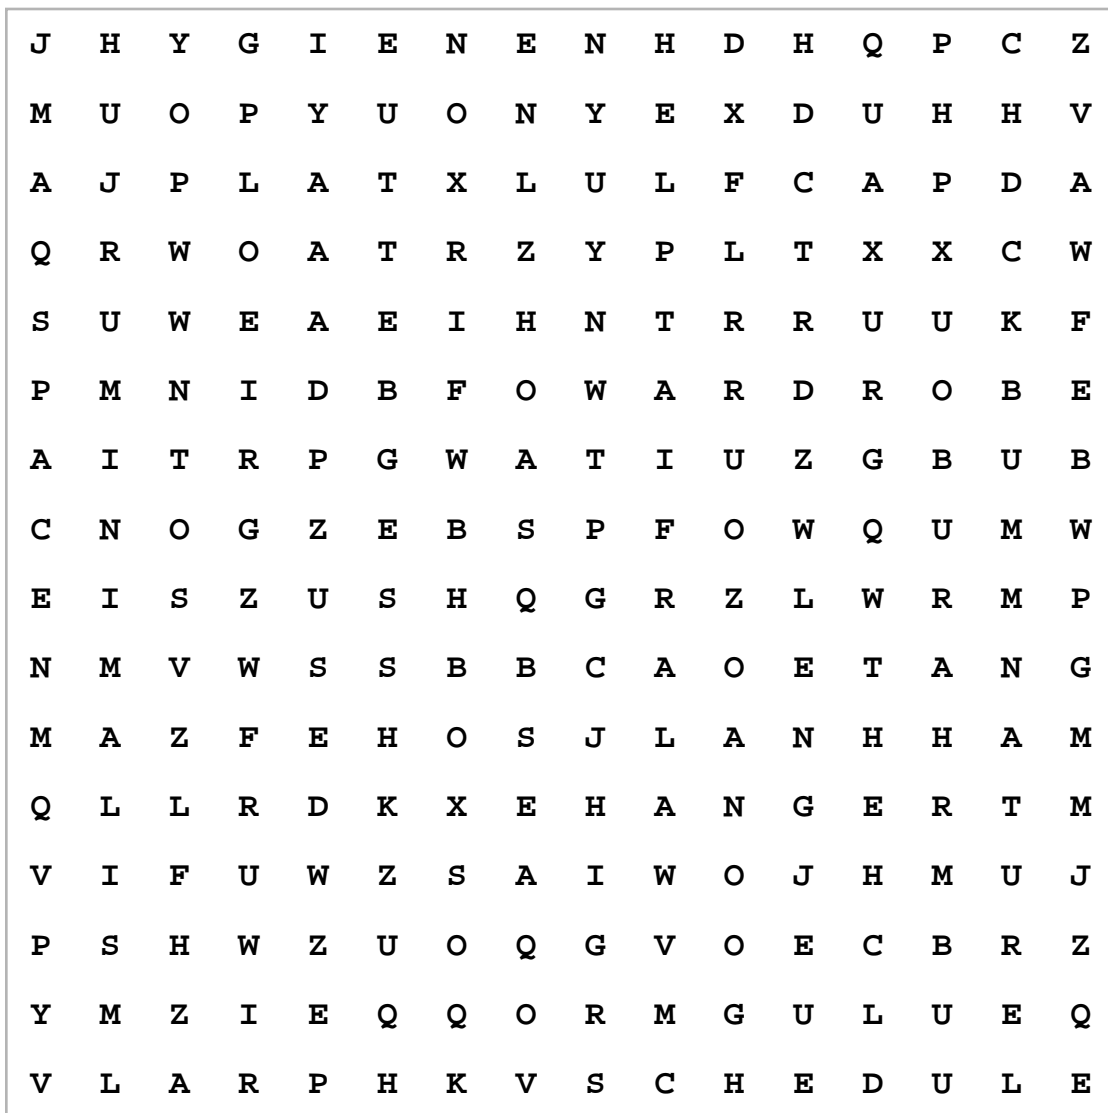 J H Y G I E N E N H D H Q P C Z
M U O P Y U O N Y E X D U H H V
A J P L A T X L U L F C A P D A
Q R W O A T R Z Y P L T X X C W
S U W E A E I H N T R R U U K F
P M N I D B F O W A R D R O B E
A I T R P G W A T I U Z G B U B
C N O G Z E B S P F O W Q U M W
E I S Z U S H Q G R Z L W R M P
N M V W S S B B C A O E T A N G
M A Z F E H O S J L A N H H A M
Q L L R D K X E H A N G E R T M
V I F U W Z S A I W O J H M U J
P S H W Z U O Q G V O E C B R Z
Y M Z I E Q Q O R M G U L U E Q
V L A R P H K V S C H E D U L E